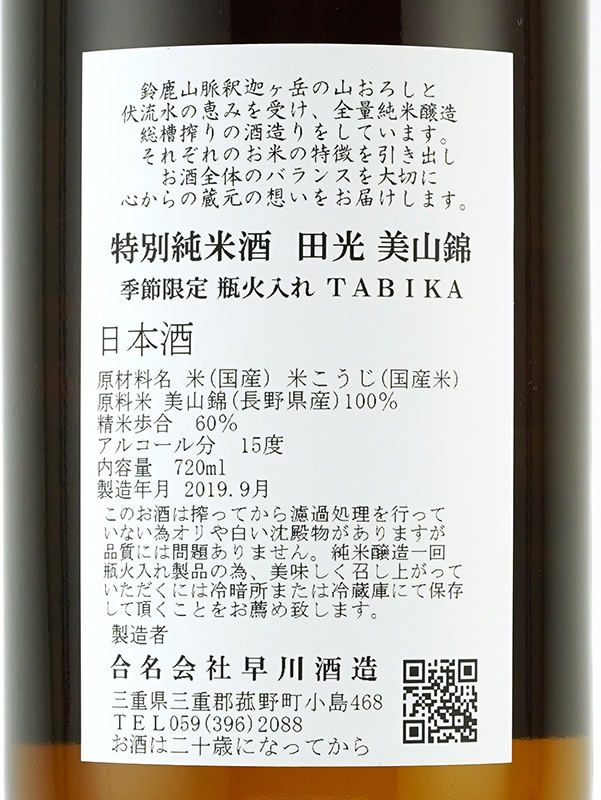 鈴鹿山脈釈迦ヶ岳の山おろしと
伏流水の恵みを受け、全量純米醸造
総槽搾りの酒造りをしています。
それぞれのお米の特徴を引き出し
お酒全体のバランスを大切に
心からの蔵元の想いをお届けします。
特別純米酒 田光 美山錦
季節限定 瓶火入れ TABIKA
日本酒
原材料名 米(国産) 米こうじ(国産米)
原料米 美山錦(長野県産)100%
精米歩合 60%
アルコール分 15度
内容量 720ml
製造年月 2019.9月
このお酒は搾ってから濾過処理を行って
いない為オリや白い沈殿物がありますが
品質には問題ありません。純米醸造一回
瓶火入れ製品の為、美味しく召し上がって
いただくには冷暗所または冷蔵庫にて保存
して頂くことをお薦め致します。
製造者
合名会社早川酒造
三重県三重郡菰野町小島468
TEL059(396)2088
お酒は二十歳になってから